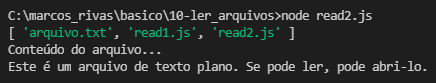 C:\marcos_rivas\basico\10-ler_arquivos>node read2.js
[ 'arquivo.txt', 'read1.js', 'read2.js' ]
Conteúdo do arquivo...
Este é um arquivo de texto plano. Se pode ler, pode abri-lo.